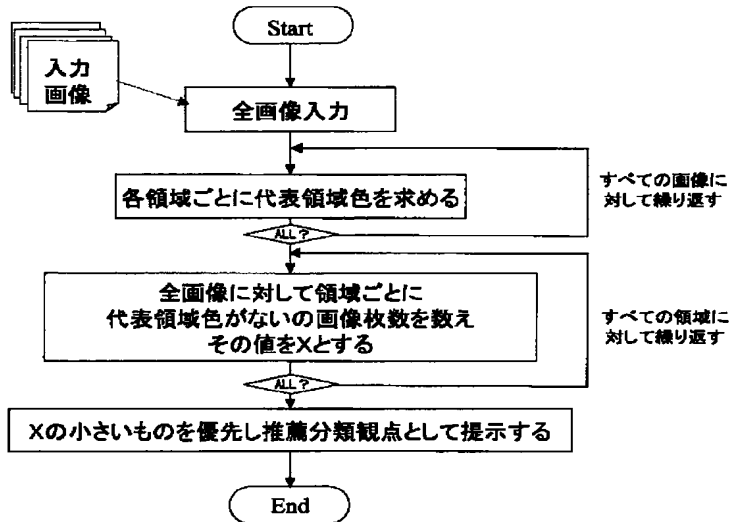 Start
入力
画像
全画像入力
各領域ごとに代表領域色を求める
すべての画像に
対して繰り返す
ALL?
全画像に対して領域ごとに
代表領域色がないの画像枚数を数え
その値をXとする
すべての領域に
対して繰り返す
ALL?
Xの小さいものを優先し推薦分類観点として提示する
End